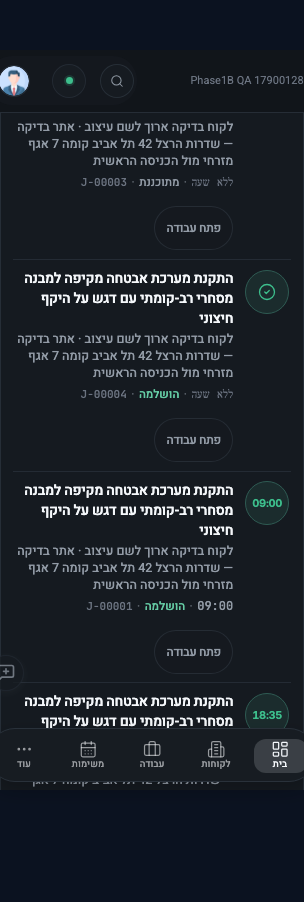 Phase1B QA 17900128
לקוח בדיקה ארוך לשם עיצוב · אתר בדיקה
— שדרות הרצל 42 תל אביב קומה 7 אגף
מזרחי מול הכניסה הראשית
ללא שעה · מתוכננת · J-00003
פתח עבודה
התקנת מערכת אבטחה מקיפה למבנה
מסחרי רב-קומתי עם דגש על היקף
חיצוני
לקוח בדיקה ארוך לשם עיצוב · אתר בדיקה
— שדרות הרצל 42 תל אביב קומה 7 אגף
מזרחי מול הכניסה הראשית
ללא שעה · הושלמה · J-00004
פתח עבודה
09:00
התקנת מערכת אבטחה מקיפה למבנה
מסחרי רב-קומתי עם דגש על היקף
חיצוני
לקוח בדיקה ארוך לשם עיצוב · אתר בדיקה
— שדרות הרצל 42 תל אביב קומה 7 אגף
מזרחי מול הכניסה הראשית
09:00 · הושלמה · J-00001
פתח עבודה
18:35
התקנת מערכת אבטחה מקיפה למבנה
מסחרי רב-קומתי עם דגש על היקף
בית
לקוחות
עבודה
משימות
עוד